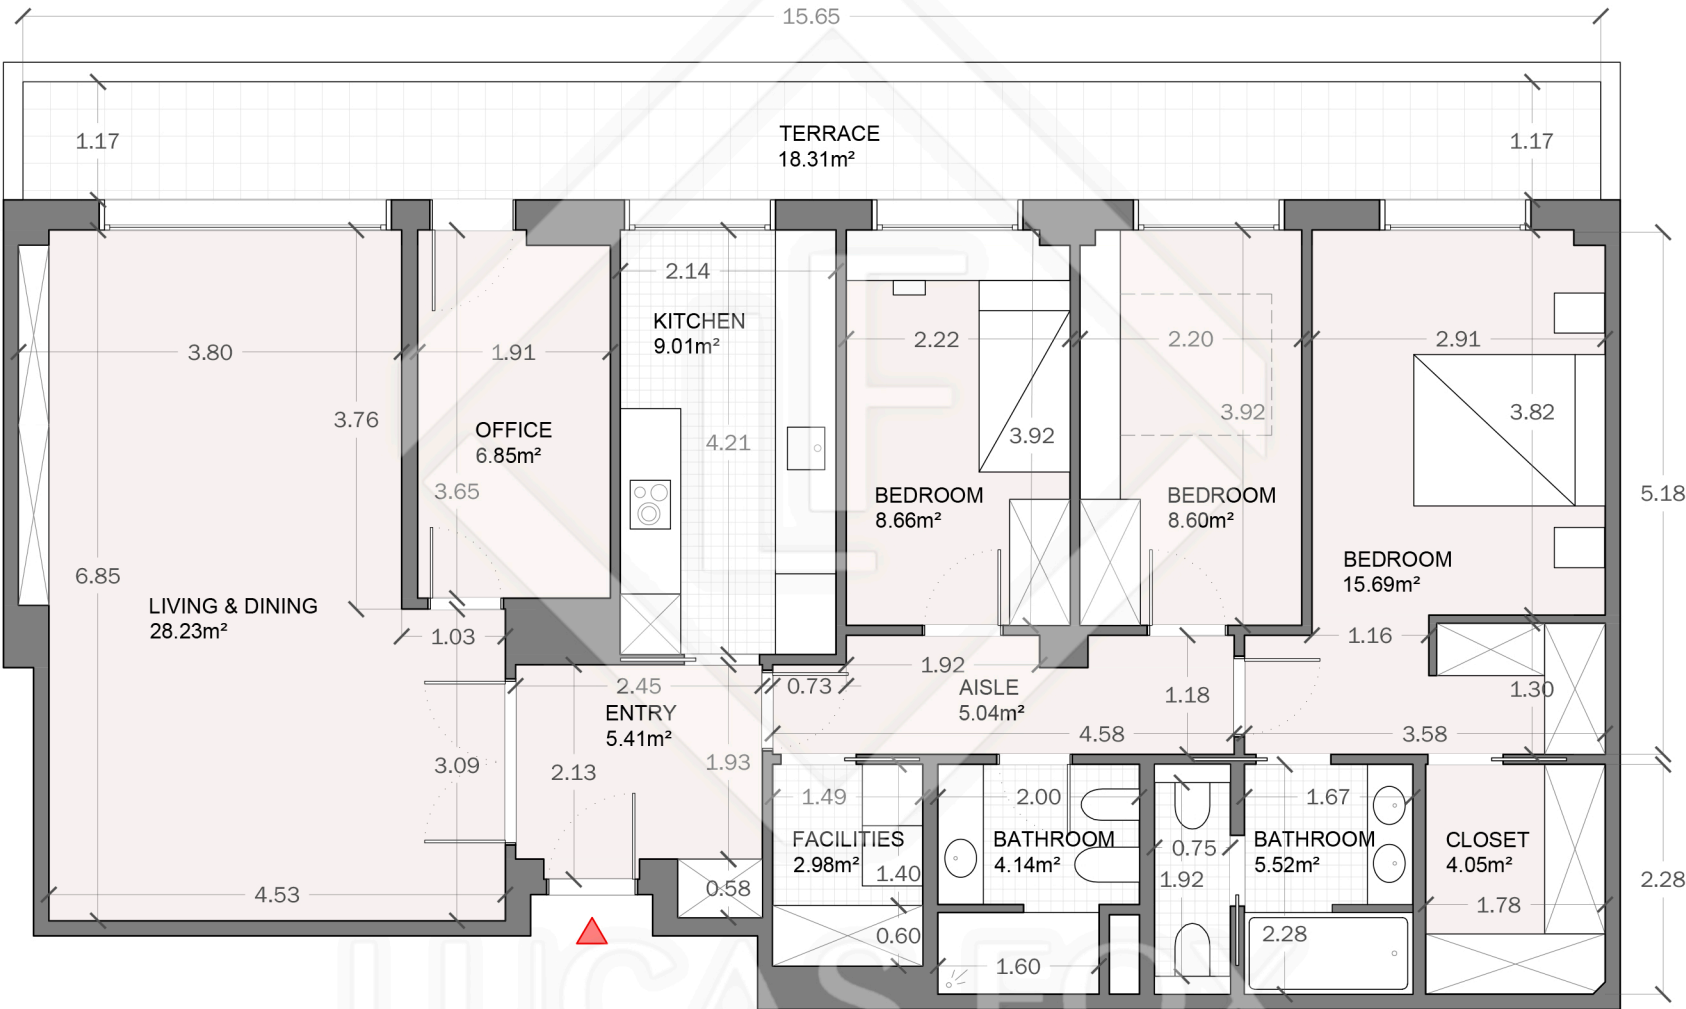 15.65
1.17
TERRACE
18.31m²
1.17
2.14
KITCHEN
9.01m²
3.80
1.91
2.22
2.20
2.91
3.76
OFFICE
6.85m²
4.21
3.92
3.92
3.82
3.65
BEDROOM
8.66m²
BEDROOM
8.60m²
5.18
BEDROOM
15.69m²
6.85
LIVING & DINING
28.23m²
1.03
1.92
1.16
2.45
0.73
AISLE
5.04m²
1.18
1.30
ENTRY
5.41m²
4.58
3.58
3.09
2.13
1.93
1.49
2.00
1.67
FACILITIES
2.98m²
BATHROOM
4.14m²
0.75
BATHROOM
5.52m²
CLOSET
4.05m²
4.53
0.58
1.40
1.92
1.78
2.28
0.60
2.28
1.60
LUCAS FOX